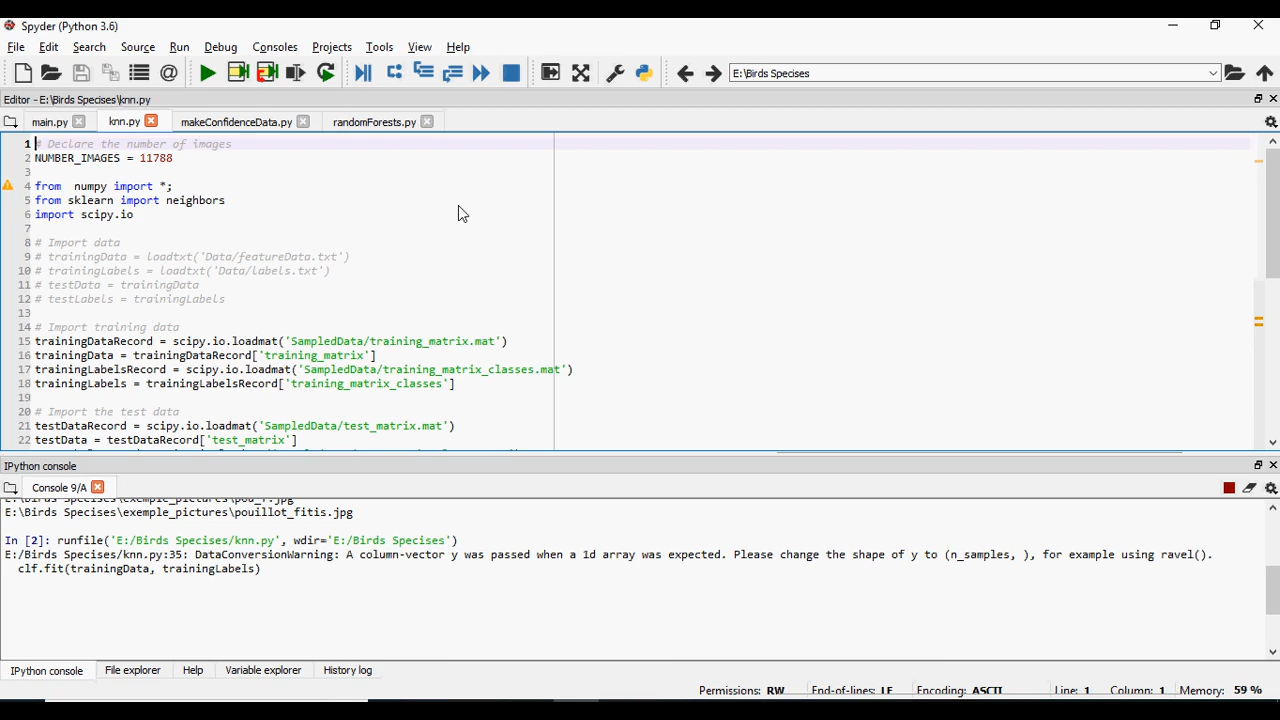 Spyder (Python 3.6)
File Edit Search Source Run Debug Consoles Projects Tools View Help
E:\Birds Specises
Editor - E:\Birds Specises\knn.py
main.py knn.py makeConfidenceData.py randomForests.py
1 # Declare the number of images
2 NUMBER_IMAGES = 11788
3
4 from  numpy import *;
5 from sklearn import neighbors
6 import scipy.io
7
8 # Import data
9 # trainingData = loadtxt('Data/featureData.txt')
10 # trainingLabels = loadtxt('Data/labels.txt')
11 # testData = trainingData
12 # testLabels = trainingLabels
13
14 # Import training data
15 trainingDataRecord = scipy.io.loadmat('SampledData/training_matrix.mat')
16 trainingData = trainingDataRecord['training_matrix']
17 trainingLabelsRecord = scipy.io.loadmat('SampledData/training_matrix_classes.mat')
18 trainingLabels = trainingLabelsRecord['training_matrix_classes']
19
20 # Import the test data
21 testDataRecord = scipy.io.loadmat('SampledData/test_matrix.mat')
22 testData = testDataRecord['test_matrix']
IPython console
Console 9/A
E:\Birds Specises\exemple_pictures\pouillot_fitis.jpg
In [2]: runfile('E:/Birds Specises/knn.py', wdir='E:/Birds Specises')
E:/Birds Specises/knn.py:35: DataConversionWarning: A column-vector y was passed when a 1d array was expected. Please change the shape of y to (n_samples, ), for example using ravel().
clf.fit(trainingData, trainingLabels)
IPython console File explorer Help Variable explorer History log
Permissions: RW End-of-lines: LF Encoding: ASCII Line: 1 Column: 1 Memory: 59 %